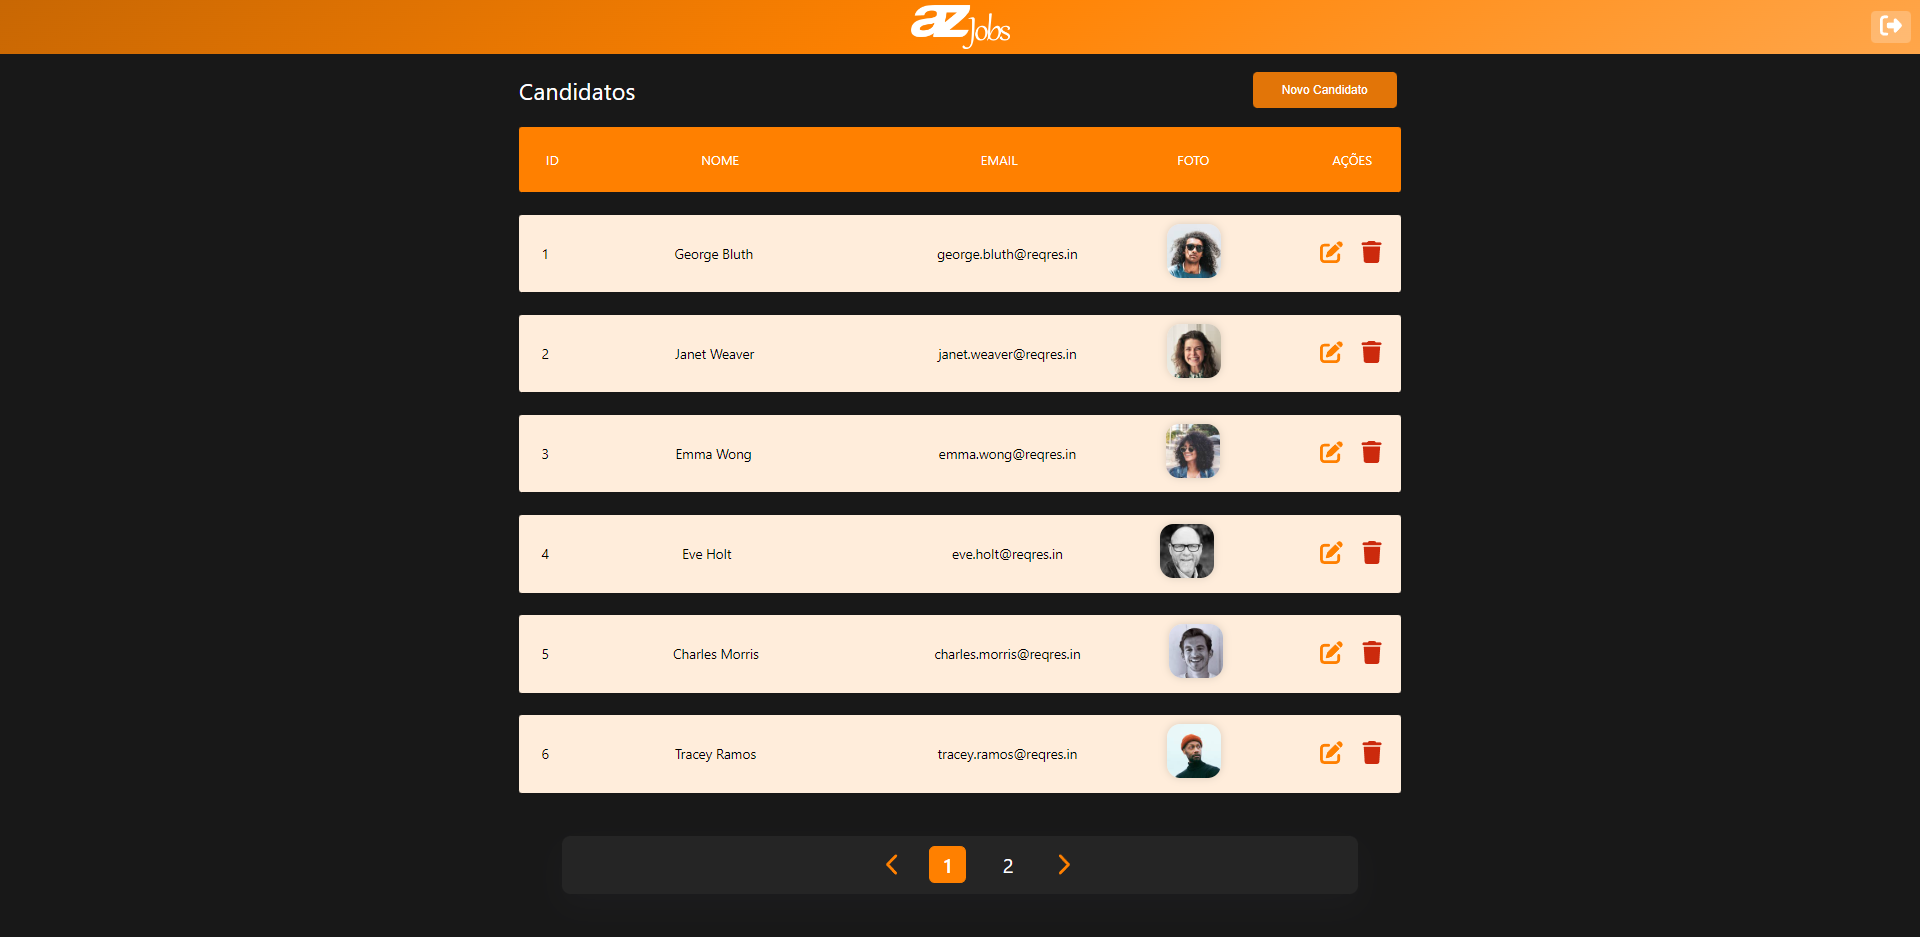 az Jobs
Candidatos
Novo Candidato
ID NOME EMAIL FOTO AÇÕES
1 George Bluth george.bluth@reqres.in
2 Janet Weaver janet.weaver@reqres.in
3 Emma Wong emma.wong@reqres.in
4 Eve Holt eve.holt@reqres.in
5 Charles Morris charles.morris@reqres.in
6 Tracey Ramos tracey.ramos@reqres.in
1 2